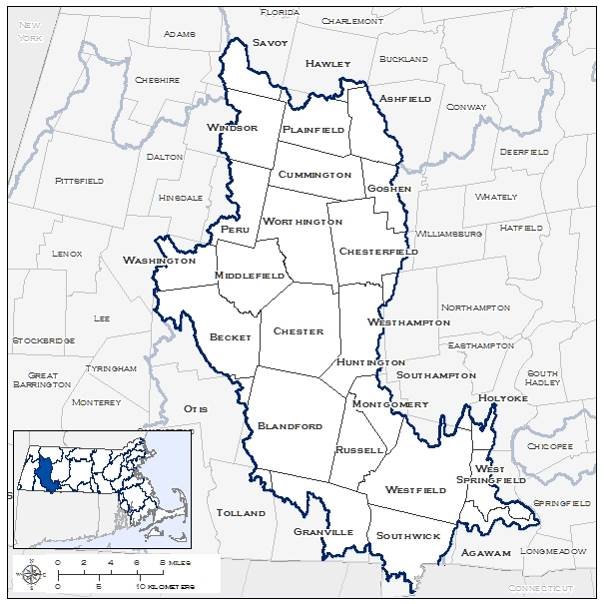 FLORIDA
NEW
YORK
ADAMS
CHARLEMONT
SAVOY
HAWLEY
BUCKLAND
CHESHIRE
ASHFIELD
CONWAY
WINDSOR
PLAINFIELD
DALTON
DEERFIELD
PITTSFIELD
CUMMINGTON
GOSHEN
HINSDALE
WHATELY
PERU
WORTHINGTON
WILLIAMSBURG
HATFIELD
LENOX
WASHINGTON
CHESTERFIELD
MIDDLEFIELD
LEE
NORTHAMPTON
STOCKBRIDGE
BECKET
CHESTER
WESTHAMPTON
EASTHAMPTON
TYRINGHAM
HUNTINGTON
GREAT
BARRINGTON
SOUTHAMPTON
SOUTH
HADLEY
MONTEREY
OTIS
MONTGOMERY
HOLYOKE
BLANDFORD
CHICOPEE
RUSSELL
WEST
SPRINGFIELD
WESTFIELD
SPRINGFIELD
TOLLAND
GRANVILLE
SOUTHWICK
AGAWAM
LONGMEADOW
0 2 4 6 8 MILES
0 5 10 KILOMETERS
CONNECTICUT